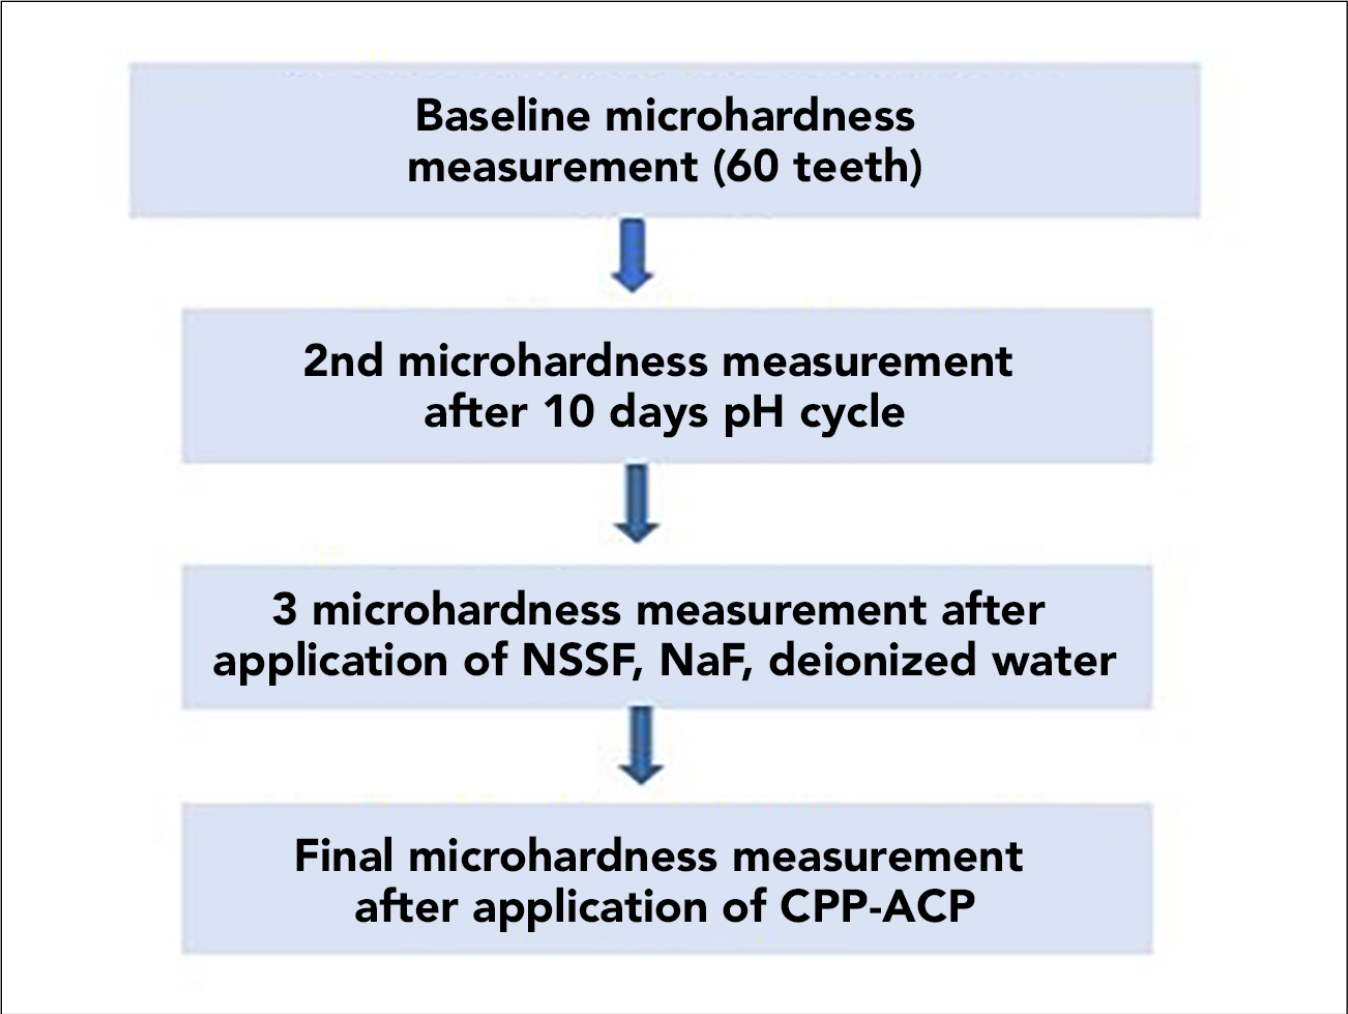 Baseline microhardness
measurement (60 teeth)
2nd microhardness measurement
after 10 days pH cycle
3 microhardness measurement after
application of NSSF, NaF, deionized water
Final microhardness measurement
after application of CPP-ACP